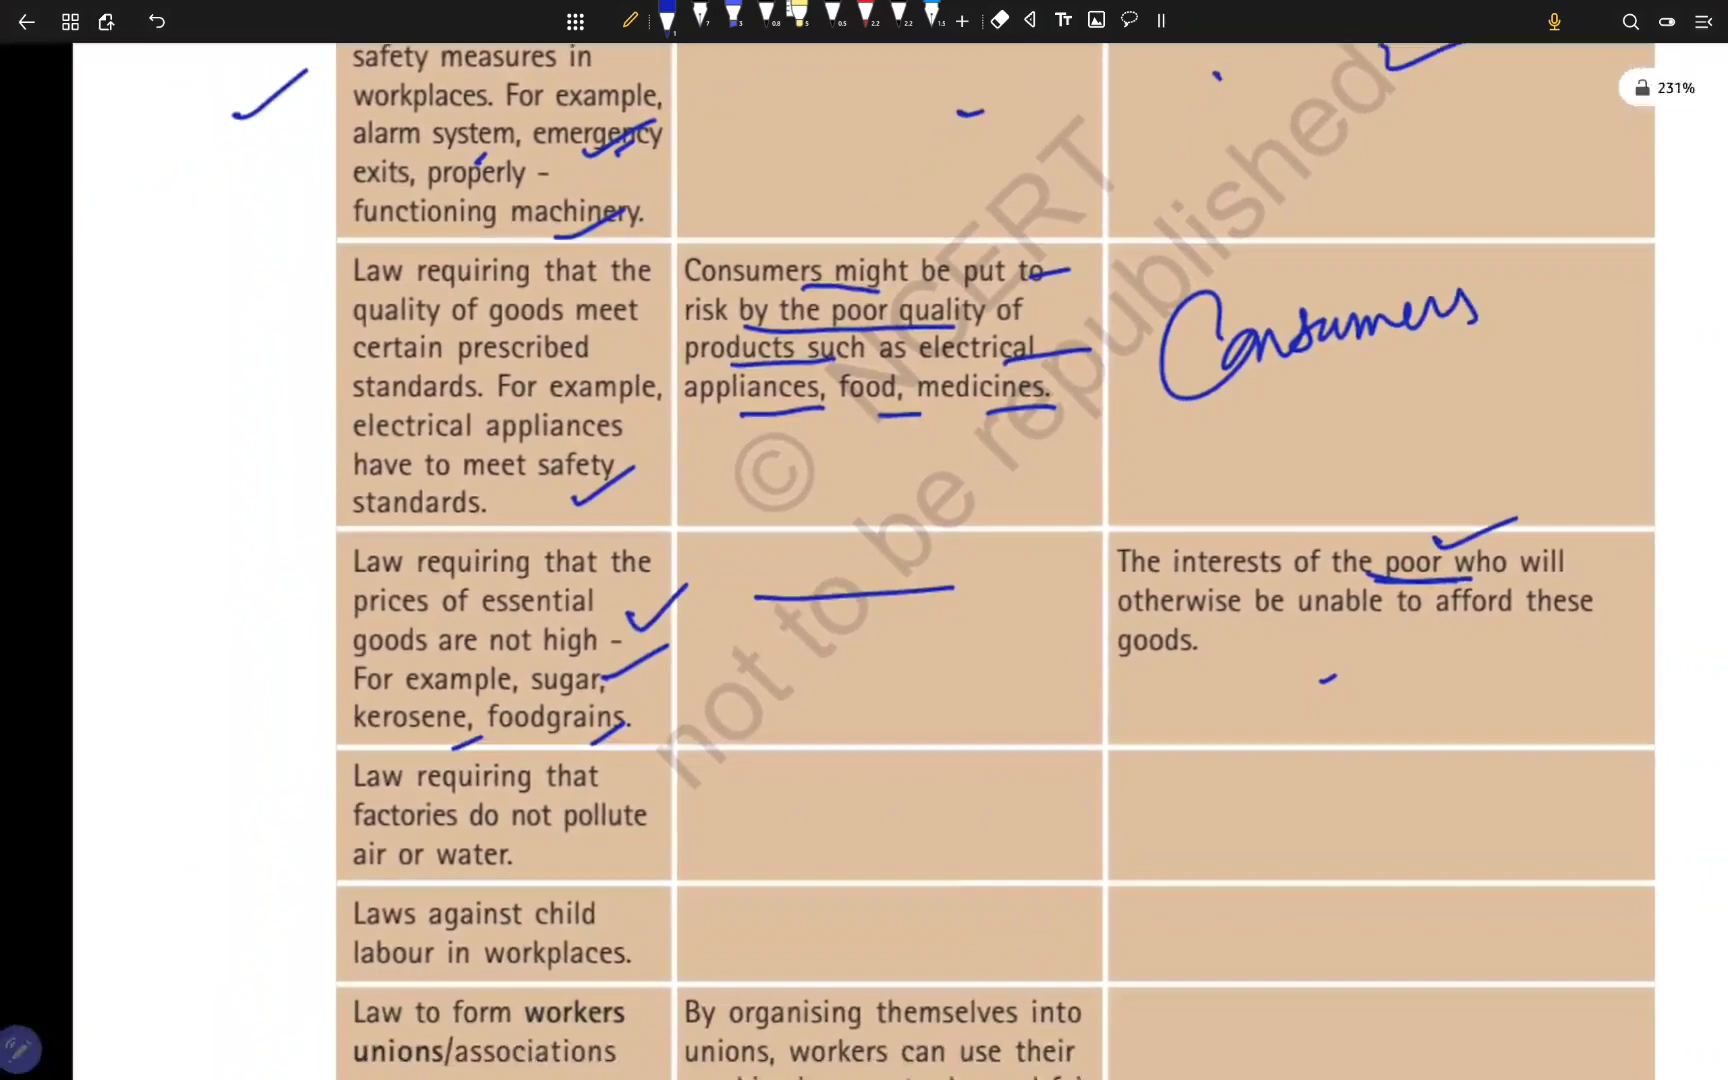 231%
safety measures in
workplaces. For example,
alarm system, emergency
exits, properly -
functioning machinery.
Law requiring that the
quality of goods meet
certain prescribed
standards. For example,
electrical appliances
have to meet safety
standards.
Consumers might be put to
risk by the poor quality of
products such as electrical
appliances, food, medicines.
Consumers
Law requiring that the
prices of essential
goods are not high -
For example, sugar,
kerosene, foodgrains.
The interests of the poor who will
otherwise be unable to afford these
goods.
Law requiring that
factories do not pollute
air or water.
Laws against child
labour in workplaces.
Law to form workers
unions/associations
By organising themselves into
unions, workers can use their
© NCERT
not to be republished